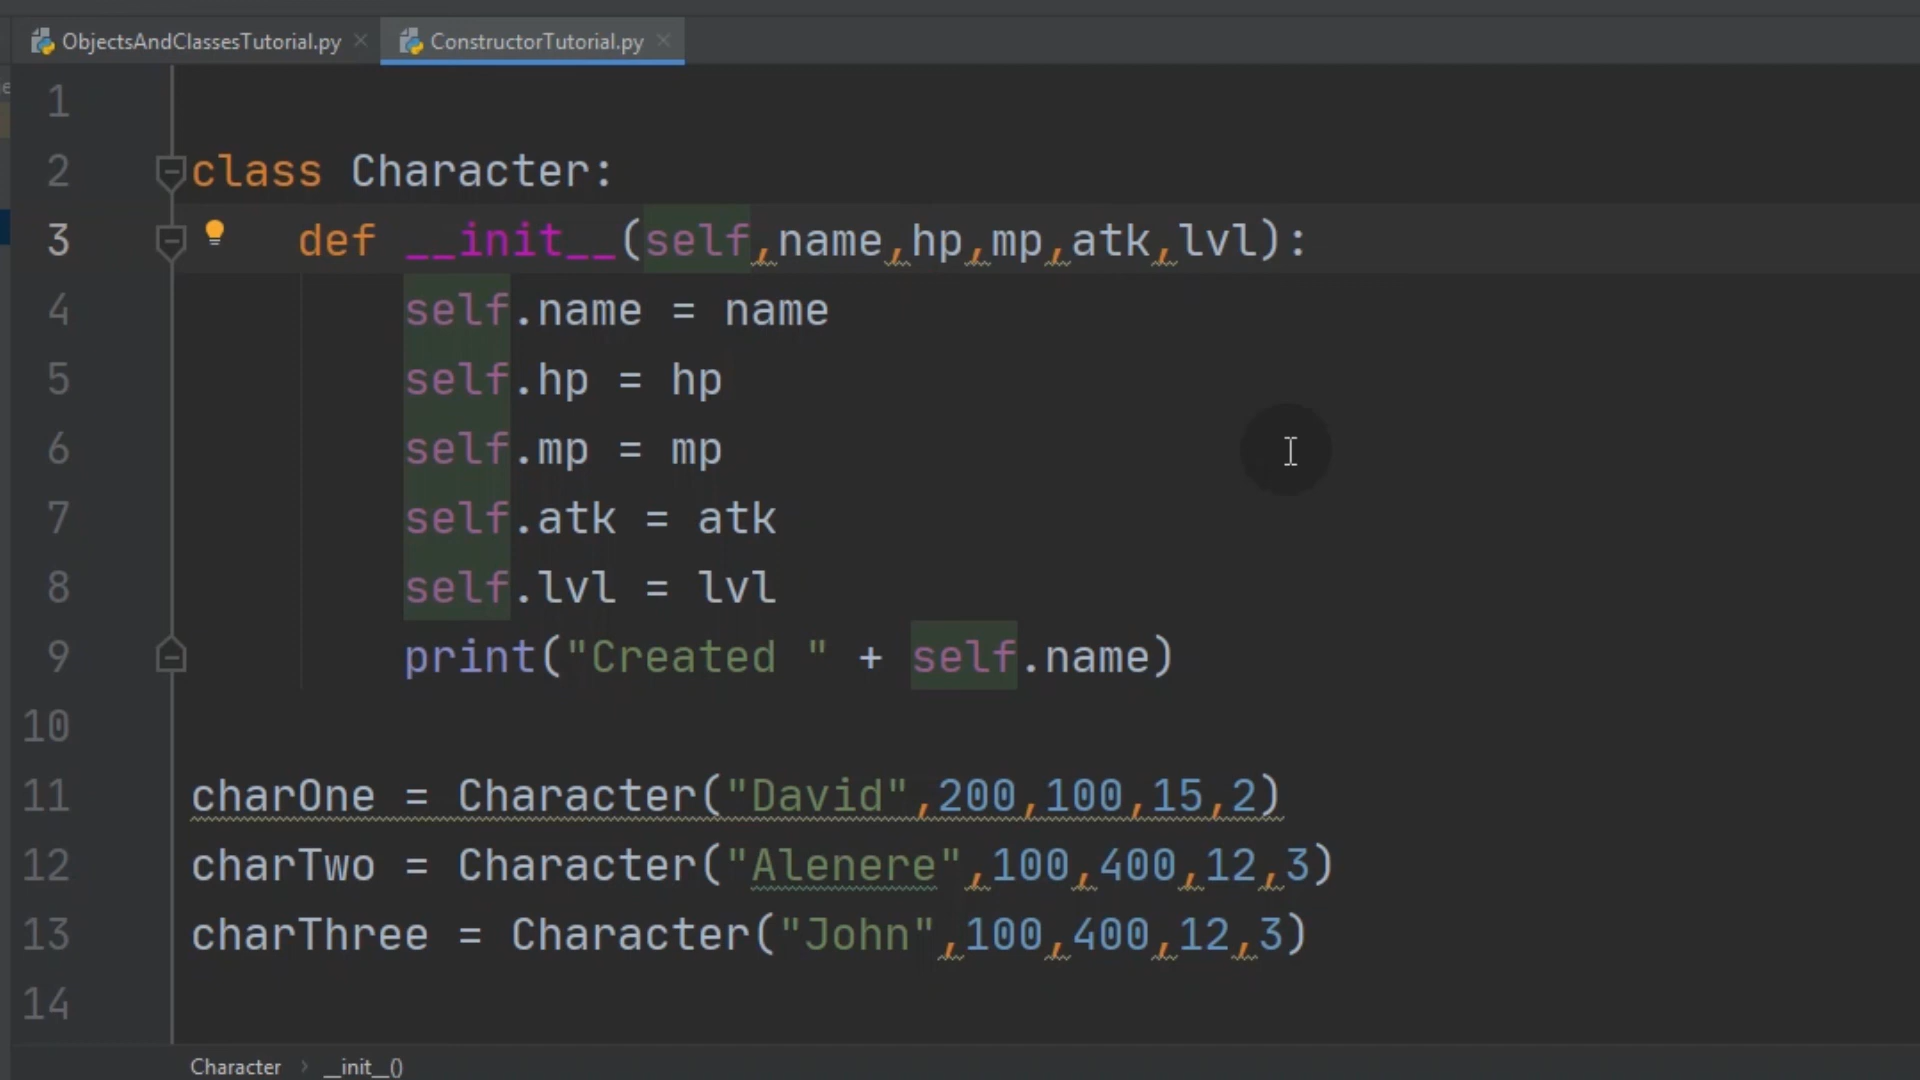 ObjectsAndClassesTutorial.py ConstructorTutorial.py
1
2 class Character:
3 def __init__(self,name,hp,mp,atk,lvl):
4 self.name = name
5 self.hp = hp
6 self.mp = mp
7 self.atk = atk
8 self.lvl = lvl
9 print("Created " + self.name)
10
11 charOne = Character("David",200,100,15,2)
12 charTwo = Character("Alenere",100,400,12,3)
13 charThree = Character("John",100,400,12,3)
14
Character › __init__()